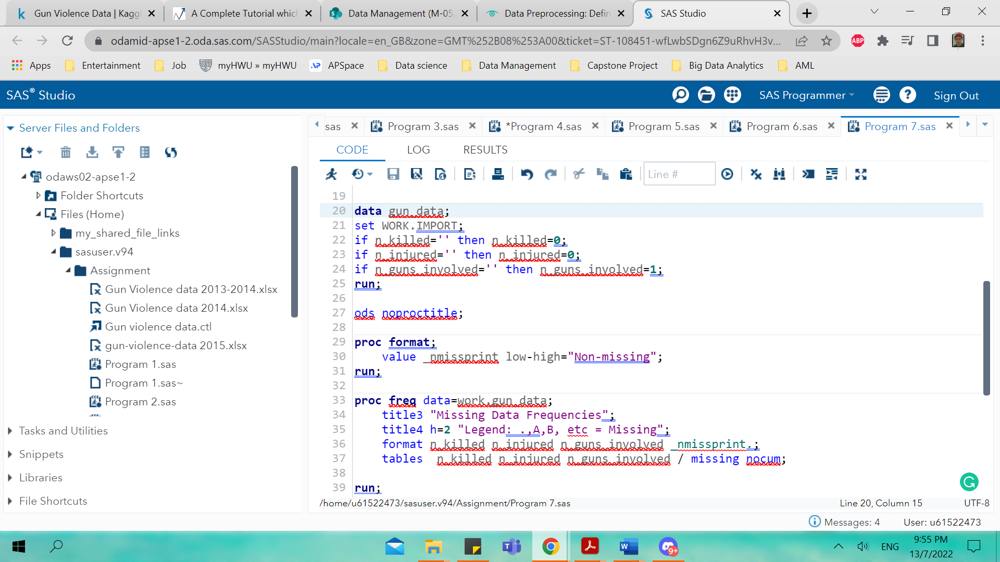 Gun Violence Data | Kaggl
A Complete Tutorial which
Data Management (M-052
Data Preprocessing: Defin
SAS Studio
odamid-apse1-2.oda.sas.com/SASStudio/main?locale=en_GB&zone=GMT%252B08%253A00&ticket=ST-108451-wfLwbSDgn6Z9uRhvH3v...
ABP
Apps
Entertainment
Job
myHWU » myHWU
APSpace
Data science
Data Management
Capstone Project
Big Data Analytics
AML
SAS® Studio
SAS Programmer
Sign Out
Server Files and Folders
sas
Program 3.sas
*Program 4.sas
Program 5.sas
Program 6.sas
Program 7.sas
CODE
LOG
RESULTS
Line #
odaws02-apse1-2
Folder Shortcuts
Files (Home)
my_shared_file_links
sasuser.v94
Assignment
Gun Violence data 2013-2014.xlsx
Gun Violence data 2014.xlsx
Gun violence data.ctl
gun-violence-data 2015.xlsx
Program 1.sas
Program 1.sas~
Program 2.sas
Tasks and Utilities
Snippets
Libraries
File Shortcuts
19
20 data gun_data;
21 set WORK.IMPORT;
22 if n_killed='' then n_killed=0;
23 if n_injured='' then n_injured=0;
24 if n_guns_involved='' then n_guns_involved=1;
25 run;
26
27 ods noproctitle;
28
29 proc format;
30 value _nmissprint low-high="Non-missing";
31 run;
32
33 proc freq data=work.gun_data;
34 title3 "Missing Data Frequencies";
35 title4 h=2 "Legend: .,A,B, etc = Missing";
36 format n_killed n_injured n_guns_involved _nmissprint.;
37 tables n_killed n_injured n_guns_involved / missing nocum;
38
39 run;
/home/u61522473/sasuser.v94/Assignment/Program 7.sas
Line 20, Column 15
UTF-8
Messages: 4
User: u61522473
9+
ENG
9:55 PM
13/7/2022